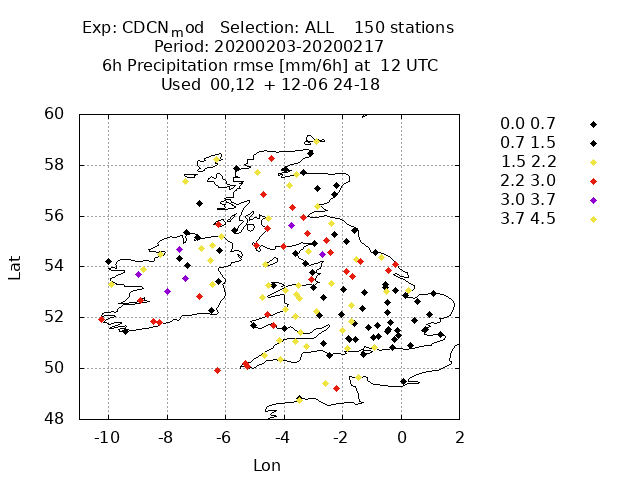 Exp: CDCNmod   Selection: ALL    150 stations
Period: 20200203-20200217
6h Precipitation rmse [mm/6h] at  12 UTC
Used  00,12  + 12-06 24-18
60
58
56
54
52
50
48
Lat
-10 -8 -6 -4 -2 0 2
Lon
0.0 0.7
0.7 1.5
1.5 2.2
2.2 3.0
3.0 3.7
3.7 4.5